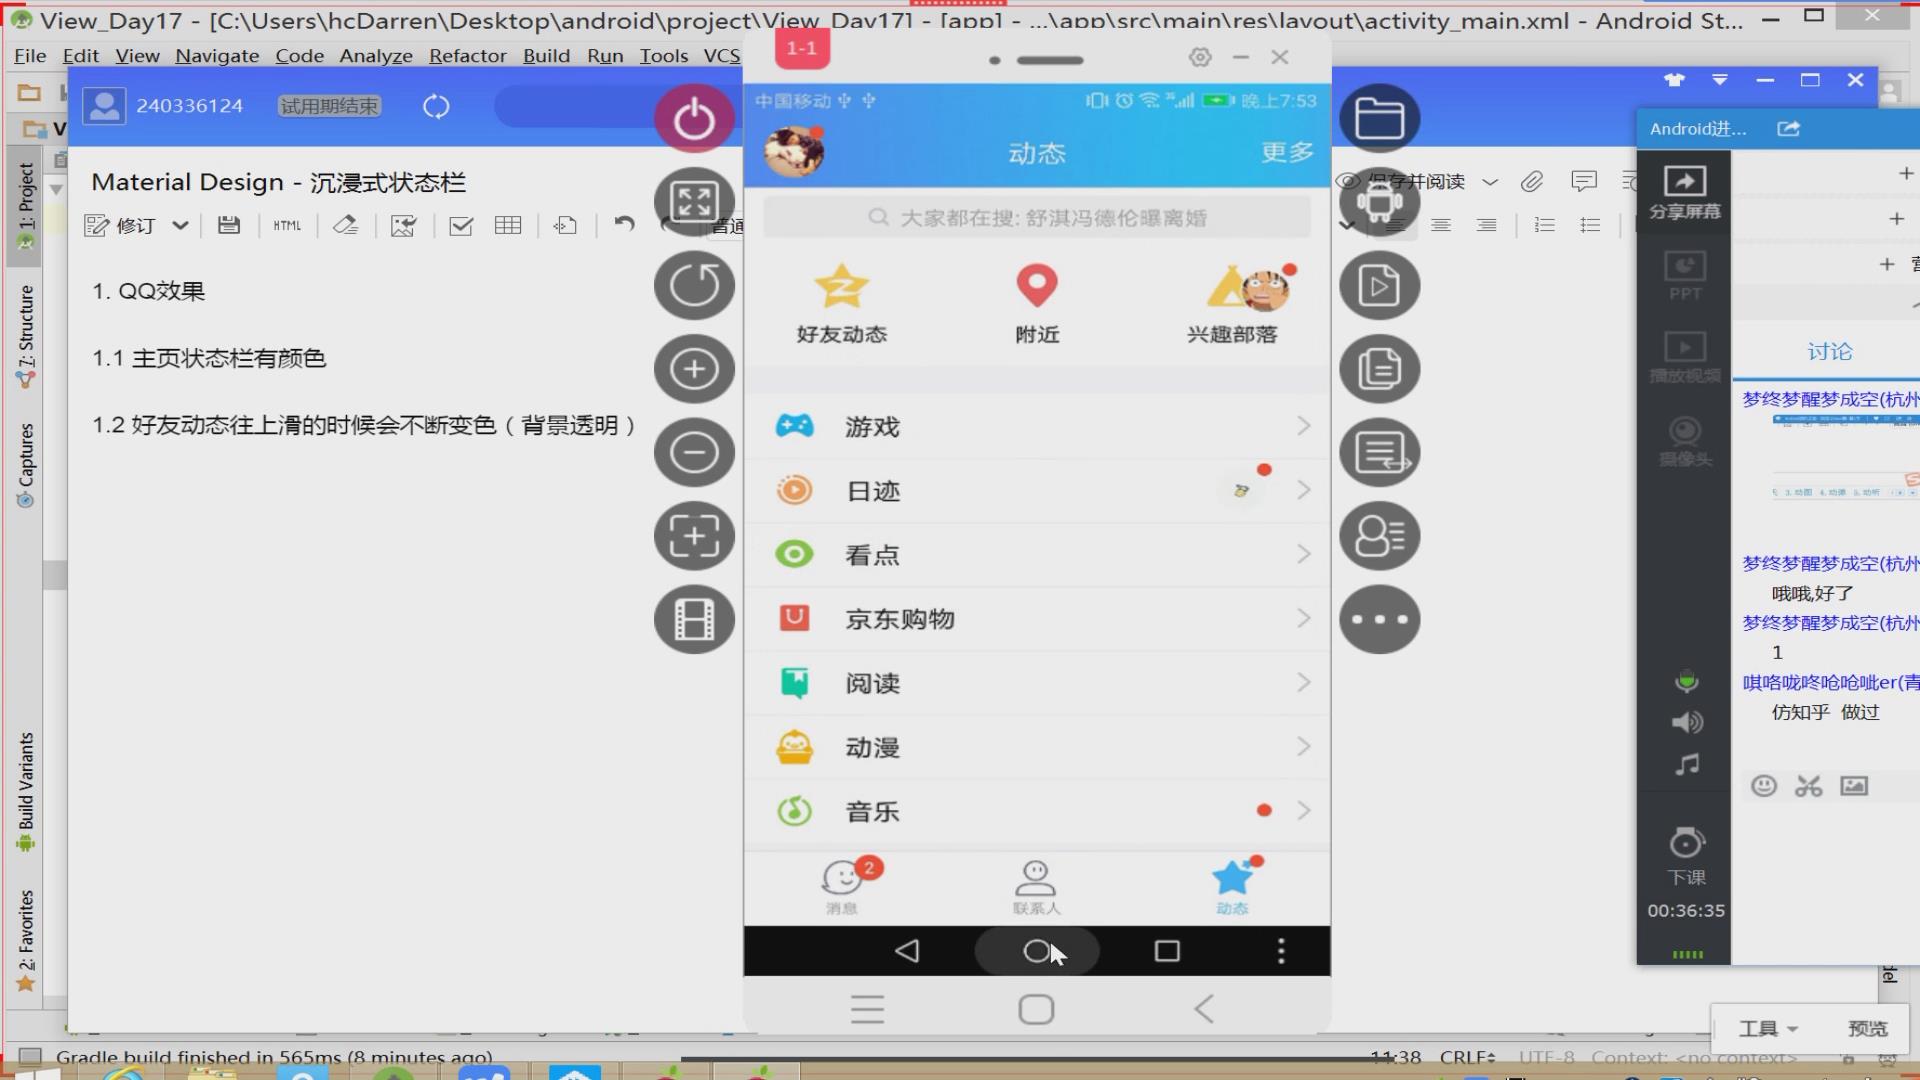 View_Day17 - [C:\Users\hcDarren\Desktop\android\project\View_Day17] - [app] - ...\app\src\main\res\layout\activity_main.xml - Android St...
File Edit View Navigate Code Analyze Refactor Build Run Tools VCS
1-1
240336124
试用期结束
中国移动
晚上7:53
动态
更多
Android进...
Material Design - 沉浸式状态栏
保存并阅读
修订
HTML
普通
大家都在搜: 舒淇冯德伦曝离婚
1. QQ效果
1.1 主页状态栏有颜色
1.2 好友动态往上滑的时候会不断变色（背景透明）
好友动态
附近
兴趣部落
游戏
日迹
看点
京东购物
阅读
动漫
音乐
2
消息
联系人
动态
1: Project
7: Structure
Captures
Build Variants
2: Favorites
分享屏幕
PPT
播放视频
摄像头
下课
00:36:35
讨论
梦终梦醒梦成空(杭州
梦终梦醒梦成空(杭州
哦哦,好了
梦终梦醒梦成空(杭州
1
唭咯咙咚呛呛呲er(青
仿知乎 做过
工具
预览
Gradle build finished in 565ms (8 minutes ago)
11:38 CRLF UTF-8 Context: <no context>